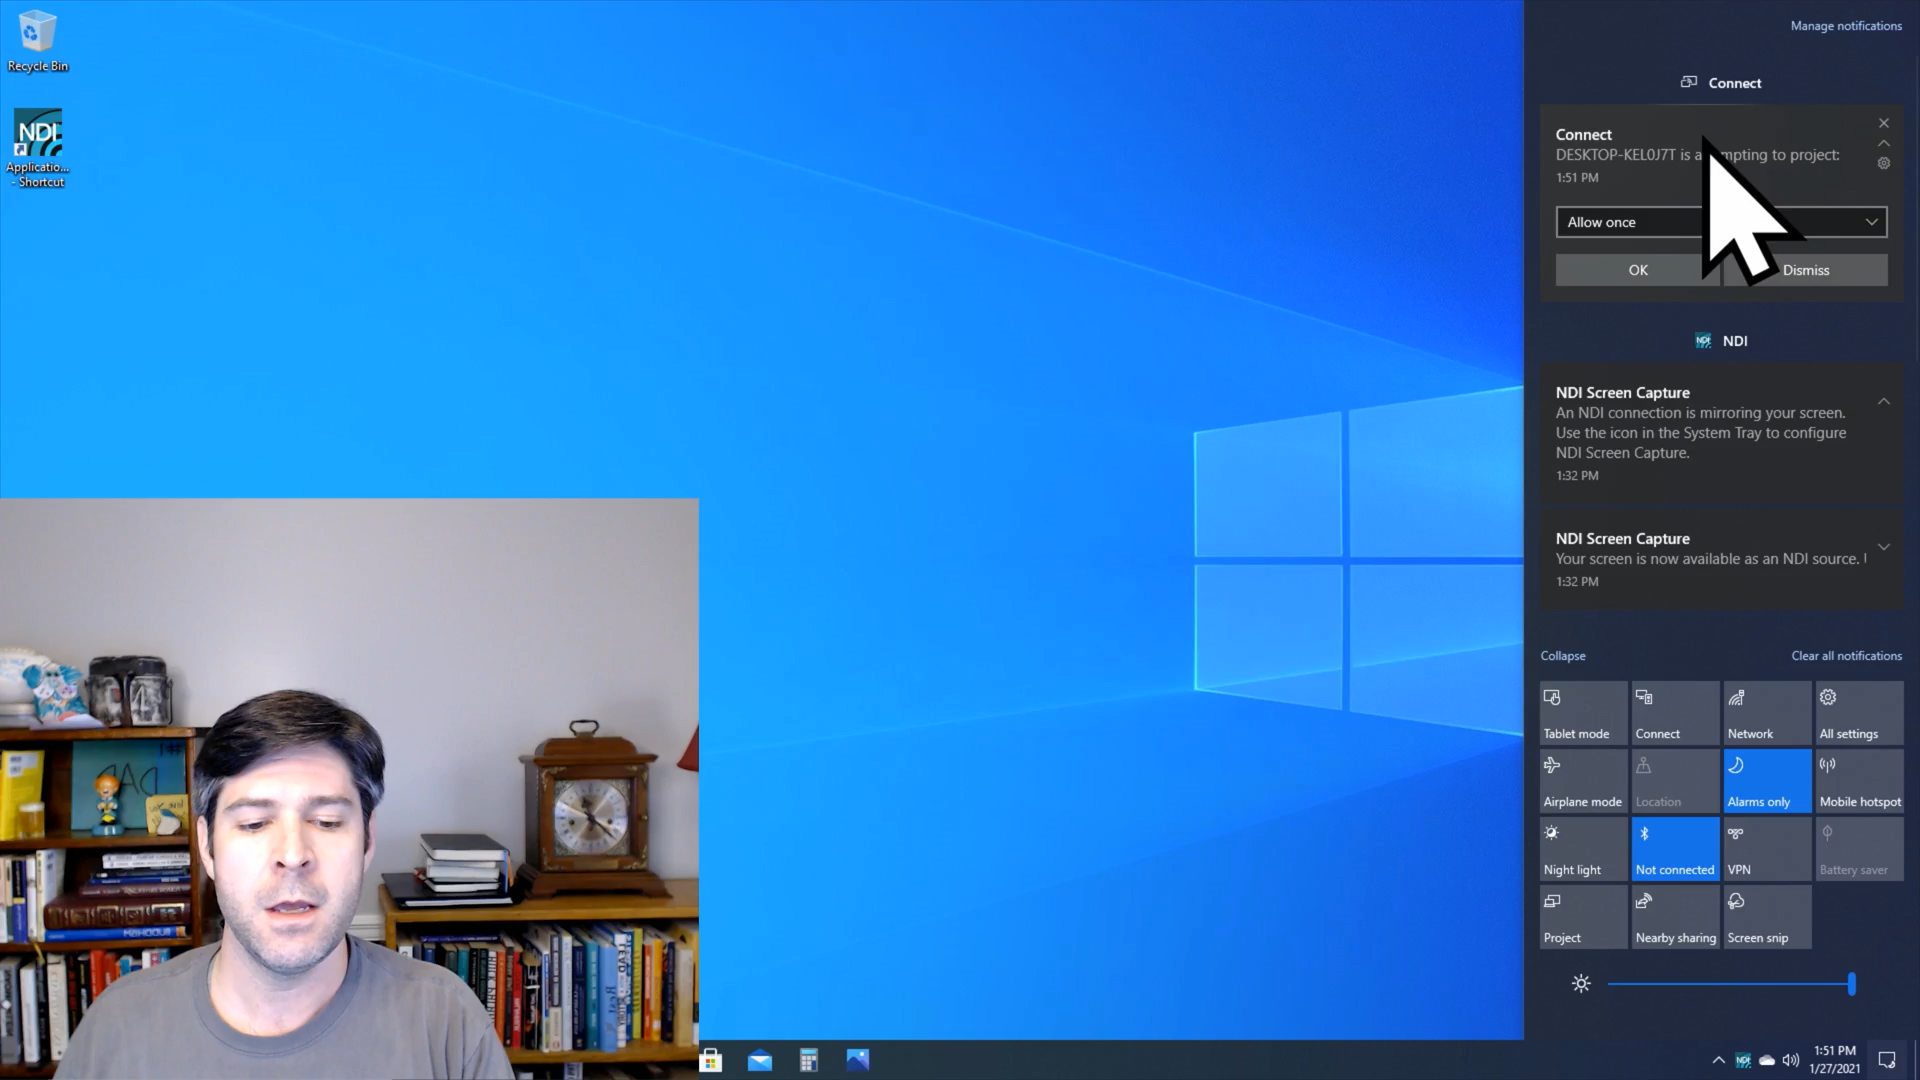 Recycle Bin
NDI
Applicatio...
- Shortcut
Manage notifications
Connect
Connect
DESKTOP-KEL0J7T is a mpting to project:
1:51 PM
Allow once
OK
Dismiss
NDI
NDI Screen Capture
An NDI connection is mirroring your screen.
Use the icon in the System Tray to configure
NDI Screen Capture.
1:32 PM
NDI Screen Capture
Your screen is now available as an NDI source.
1:32 PM
Collapse
Clear all notifications
Tablet mode
Connect
Network
All settings
Airplane mode
Location
Alarms only
Mobile hotspot
Night light
Not connected
VPN
Battery saver
Project
Nearby sharing
Screen snip
DAD
NDI
1:51 PM
1/27/2021